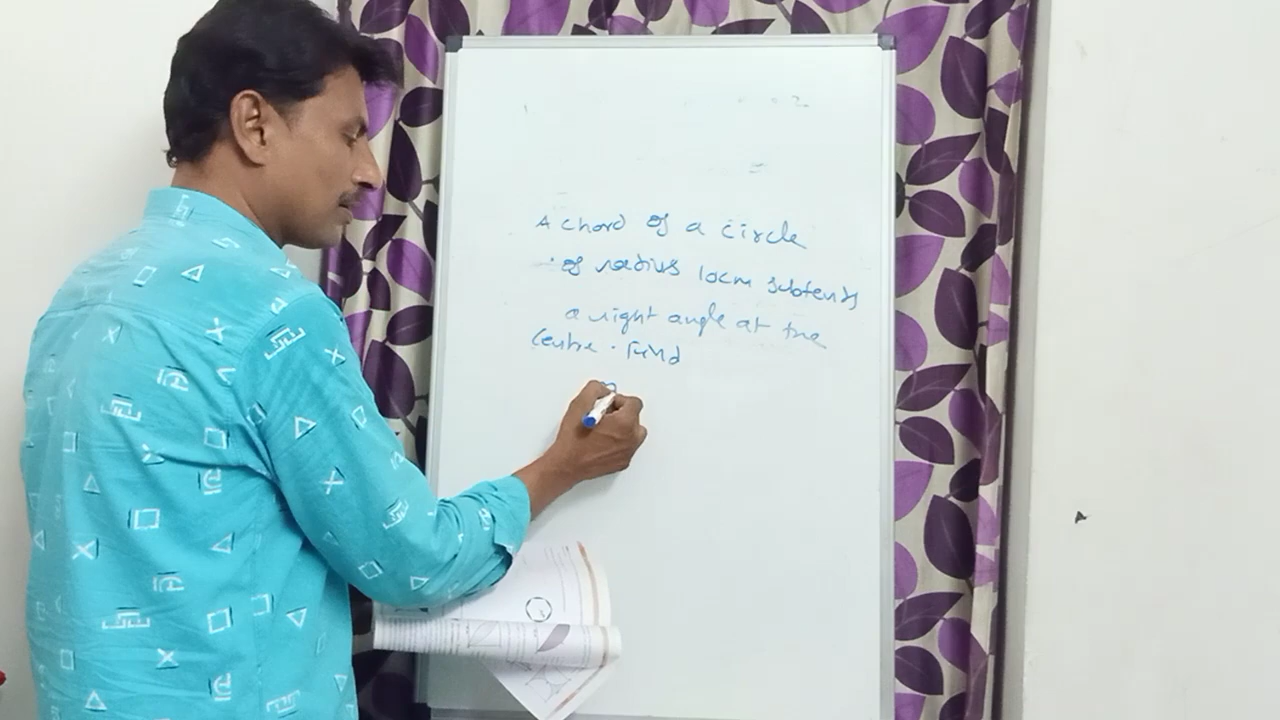 A chord of a circle
of radius 10cm subtends
a right angle at the
centre. Find